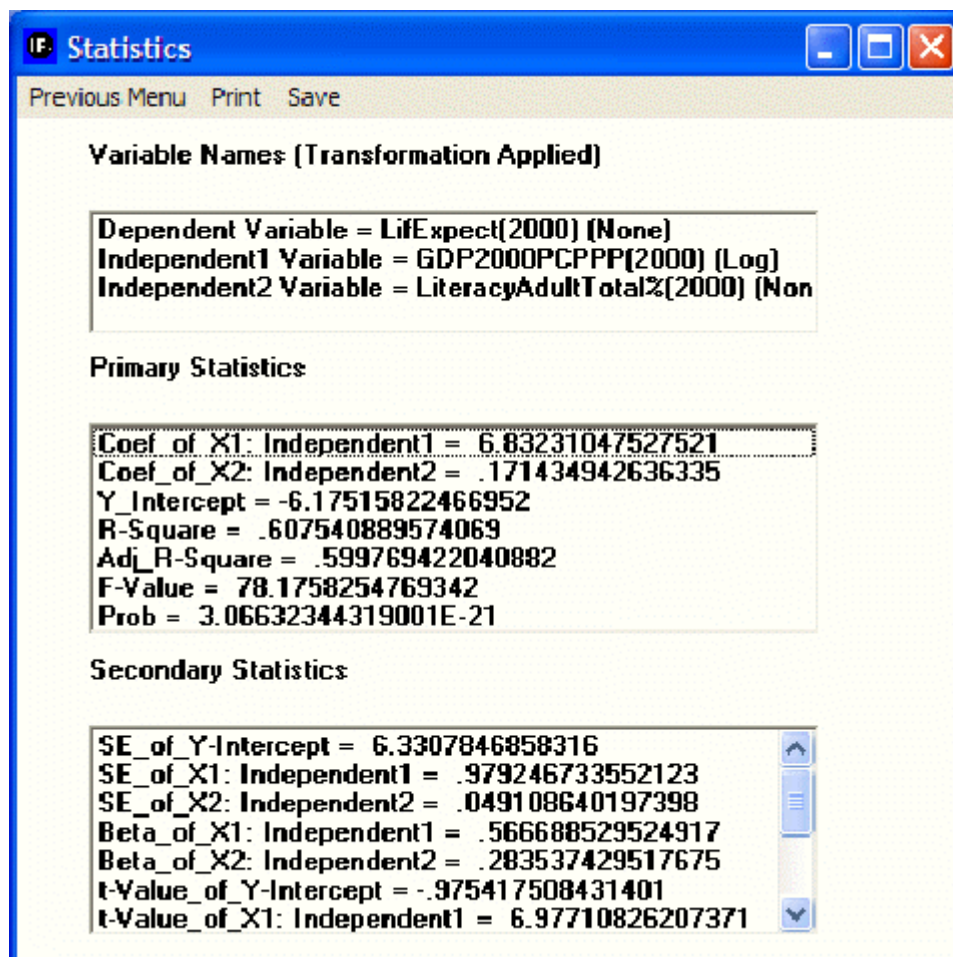 IF.
Statistics
Previous Menu Print Save
Variable Names (Transformation Applied)
Dependent Variable = LifExpect(2000) (None)
Independent1 Variable = GDP2000PCPPP(2000) (Log)
Independent2 Variable = LiteracyAdultTotal%(2000) (Non
Primary Statistics
Coef_of_X1: Independent1 = 6.83231047527521
Coef_of_X2: Independent2 = .171434942636335
Y_Intercept = -6.17515822466952
R-Square = .607540889574069
Adj_R-Square = .599769422040882
F-Value = 78.1758254769342
Prob = 3.06632344319001E-21
Secondary Statistics
SE_of_Y-Intercept = 6.3307846858316
SE_of_X1: Independent1 = .979246733552123
SE_of_X2: Independent2 = .049108640197398
Beta_of_X1: Independent1 = .566688529524917
Beta_of_X2: Independent2 = .283537429517675
t-Value_of_Y-Intercept = -.975417508431401
t-Value_of_X1: Independent1 = 6.97710826207371